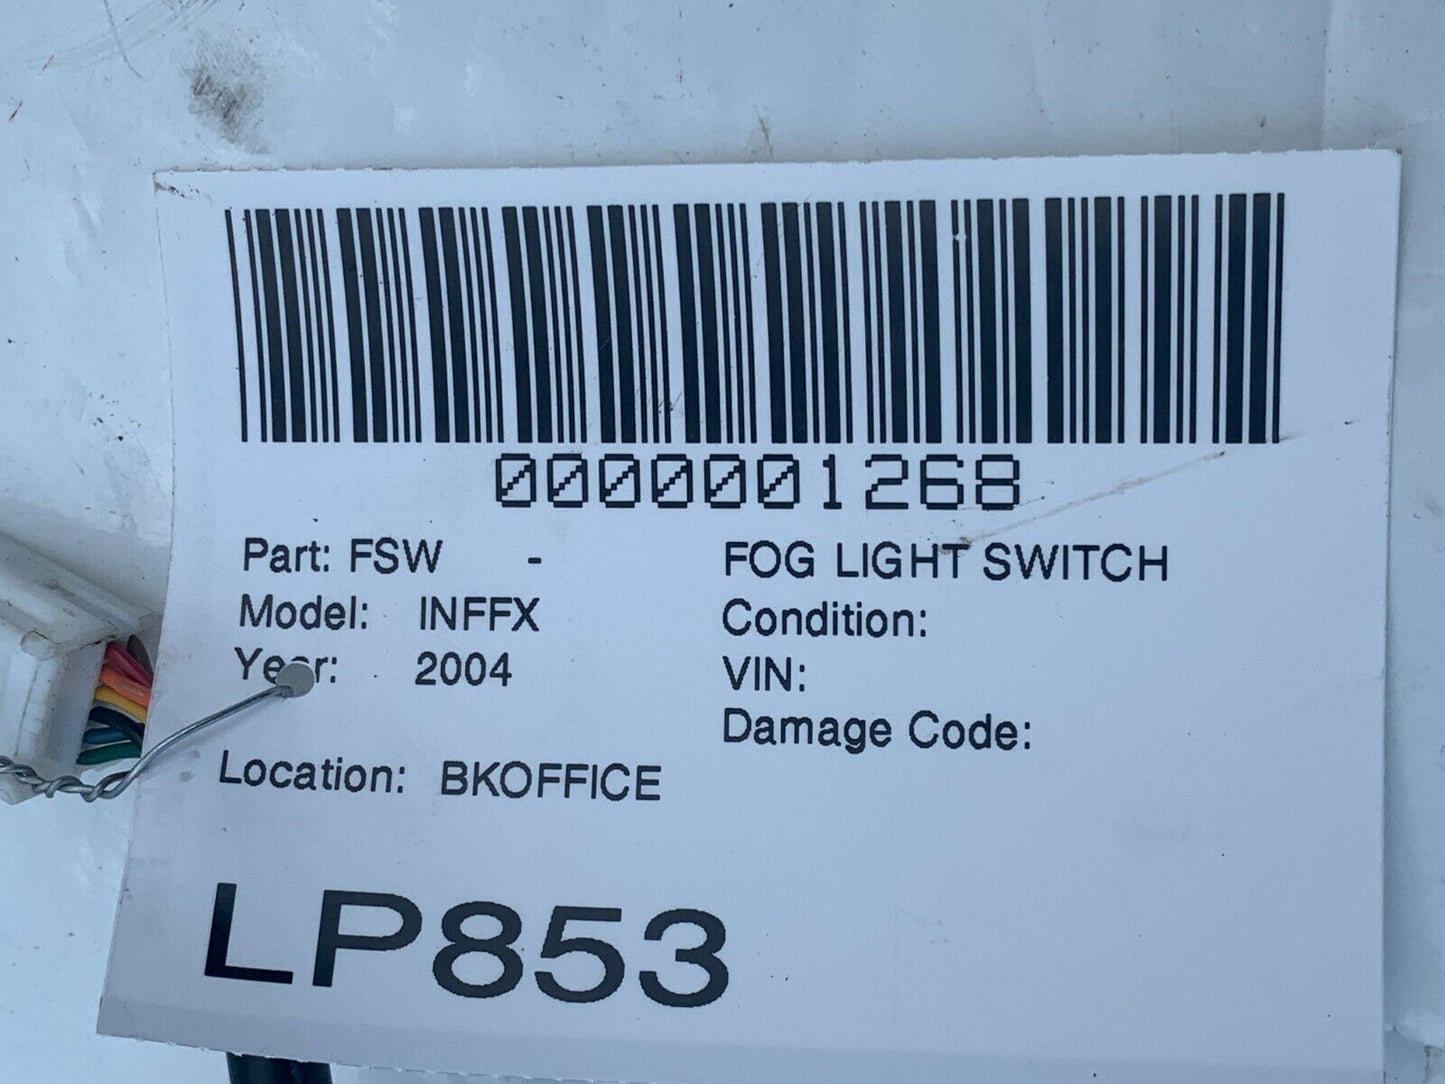 0000001268
Part: FSW - FOG LIGHT SWITCH
Model: INFFX Condition:
Year: 2004 VIN:
Damage Code:
Location: BKOFFICE
LP853